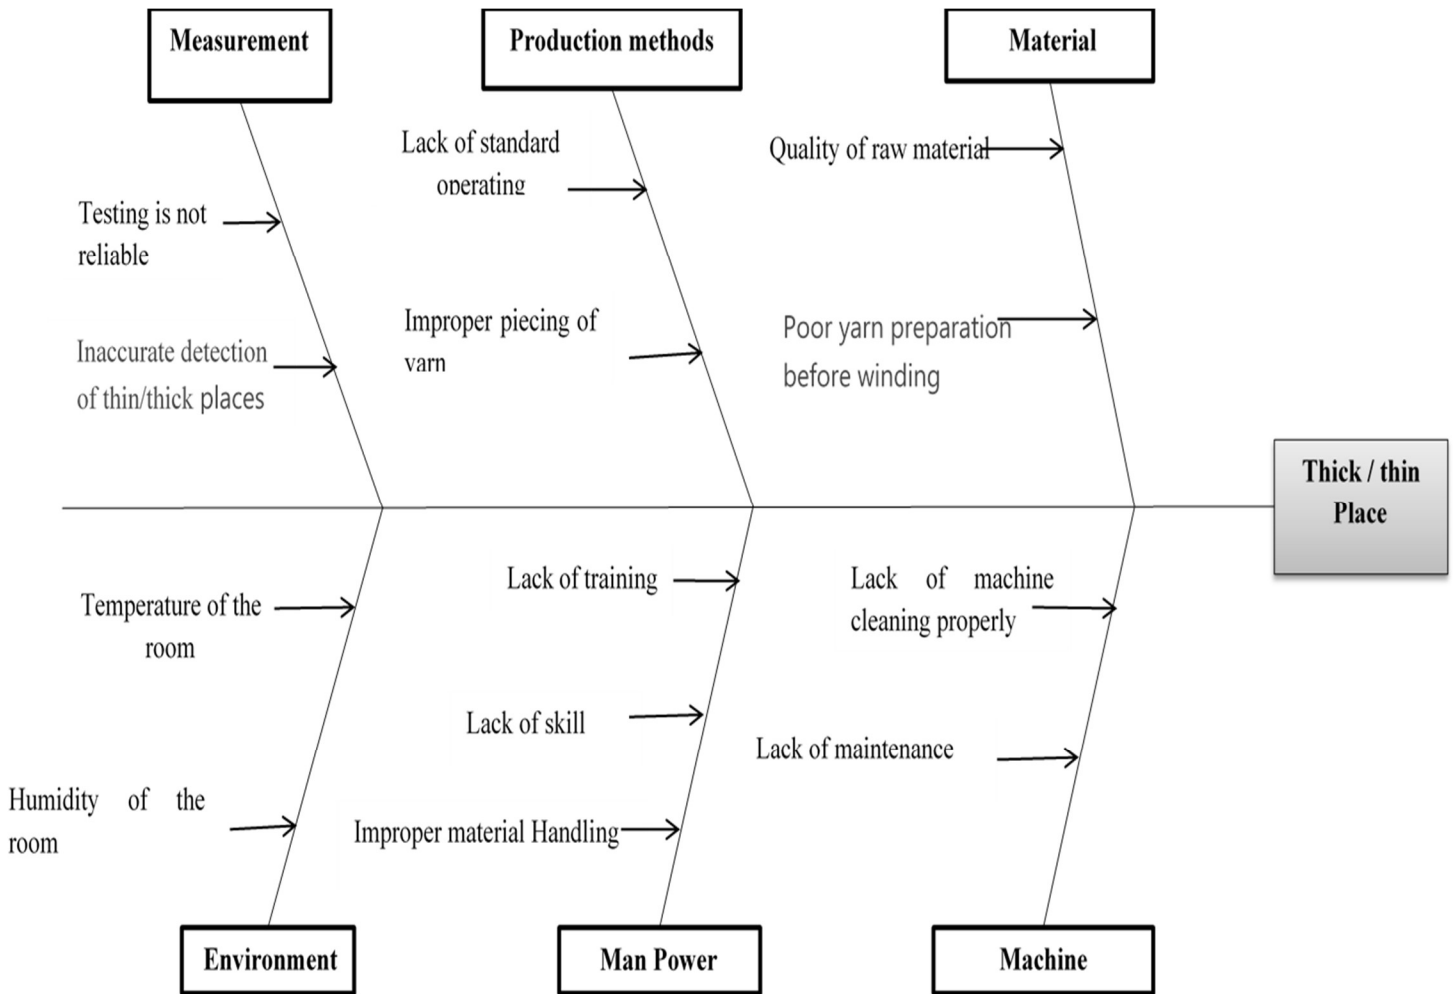 Measurement
Production methods
Material
Lack of standard
operating
Quality of raw material
Testing is not
reliable
Improper piecing of
yarn
Poor yarn preparation
before winding
Inaccurate detection
of thin/thick places
Thick / thin
Place
Lack of training
Lack of machine
cleaning properly
Temperature of the
room
Lack of skill
Lack of maintenance
Humidity of the
room
Improper material Handling
Environment
Man Power
Machine